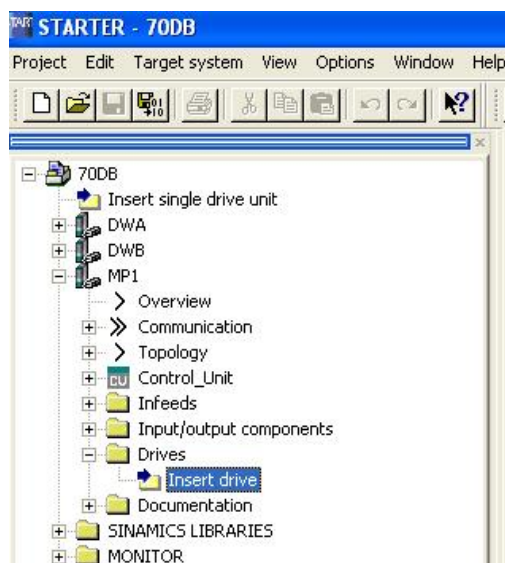 STARTER - 70DB
Project Edit Target system View Options Window Help
70DB
Insert single drive unit
DWA
DWB
MP1
Overview
Communication
Topology
CU Control_Unit
Infeeds
Input/output components
Drives
Insert drive
Documentation
SINAMICS LIBRARIES
MONITOR